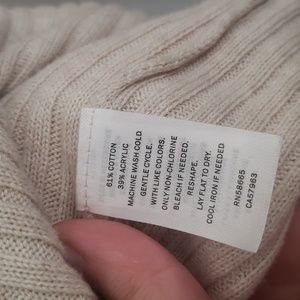 61% COTTON
39% ACRYLIC
MACHINE WASH COLD.
GENTLE CYCLE.
WITH LIKE COLORS.
ONLY NON-CHLORINE
BLEACH IF NEEDED.
RESHAPE.
LAY FLAT TO DRY.
COOL IRON IF NEEDED.
RN58665
CA57963